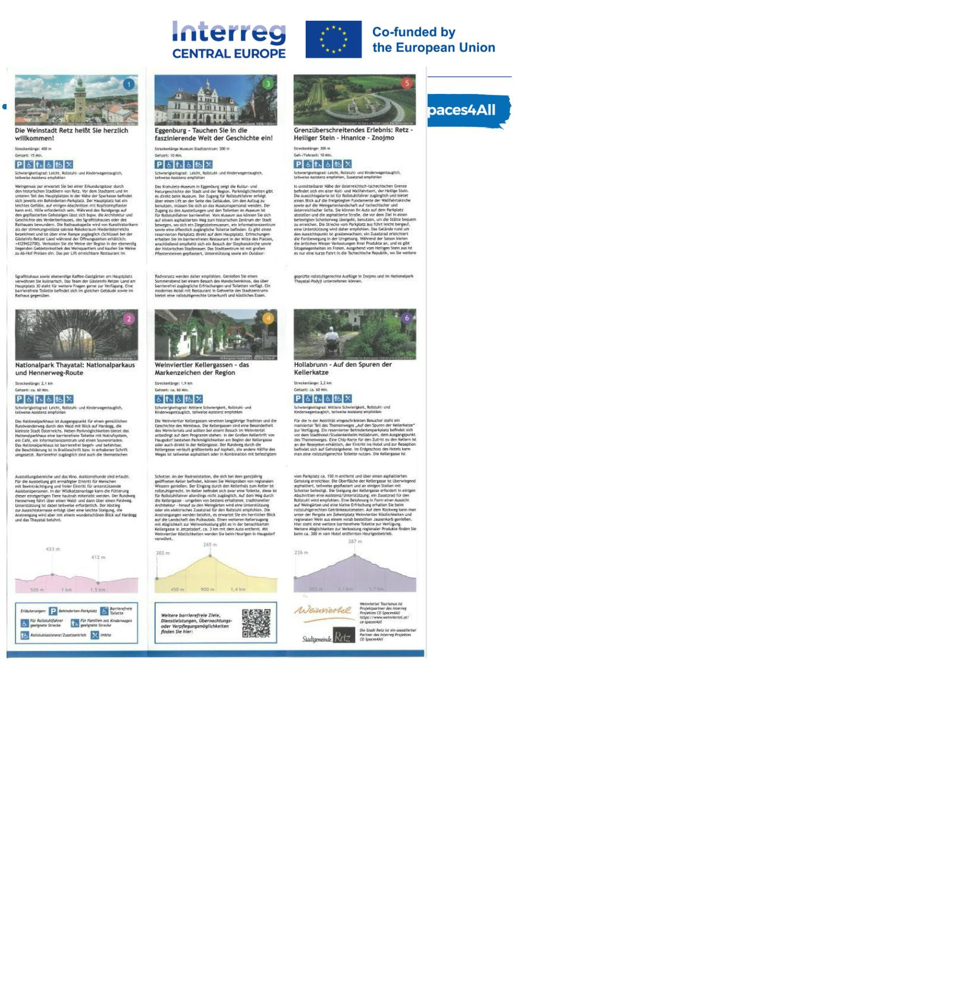 Interreg
CENTRAL EUROPE
Co-funded by
the European Union
paces4All
1
Die Weinstadt Retz heißt Sie herzlich
willkommen!
Streckenlänge: 400 m
Gehzeit: 15 Min.
P
Schwierigkeitsgrad: Leicht, Rollstuhl- und Kinderwagentauglich,
teilweise Assistenz empfohlen
Weingenuss pur erwartet Sie bei einer Erkundungstour durch
den historischen Stadtkern von Retz. Vor dem Stadtamt und im
unteren Teil des Hauptplatzes in der Nähe der Sparkasse befindet
sich jeweils ein Behinderten-Parkplatz. Der Hauptplatz hat ein
leichtes Gefälle, auf einigen Abschnitten mit Kopfsteinpflaster
kann evtl. Hilfe erforderlich sein. Während des Rundgangs auf
den gepflasterten Gehsteigen lässt sich bspw. die Architektur und
Geschichte des Verderberhauses, des Sgraffitohauses oder des
Rathauses bewundern. Die Rathauskapelle wird von Kunsthistorikern
als der stimmungsvollste sakrale Rokokoraum Niederösterreichs
bezeichnet und ist über eine Rampe zugänglich (Schlüssel bei der
Gästeinfo Retzer Land während der Öffnungszeiten erhältlich:
+4329422700). Verkosten Sie die Weine der Region in der ebenerdig
liegenden Gebietsvinothek des Weinquartiers und kaufen Sie Weine
zu Ab-Hof-Preisen ein. Das per Lift erreichbare Restaurant im
Sgraffitohaus sowie ebenerdige Kaffee-Gastgärten am Hauptplatz
verwöhnen Sie kulinarisch. Das Team der Gästeinfo Retzer Land am
Hauptplatz 30 steht für weitere Fragen gerne zur Verfügung. Eine
barrierefreie Toilette befindet sich im gleichen Gebäude sowie im
Rathaus gegenüber.
2
Nationalpark Thayatal: Nationalparkaus
und Hennerweg-Route
Streckenlänge: 2,1 km
Gehzeit: ca. 60 Min.
P
Schwierigkeitsgrad: Leicht, Rollstuhl- und Kinderwagentauglich,
teilweise Assistenz empfohlen
Das Nationalparkhaus ist Ausgangspunkt für einen gemütlichen
Rundwanderweg durch den Wald mit Blick auf Hardegg, die
kleinste Stadt Österreichs. Neben Parkmöglichkeiten bietet das
Nationalparkhaus eine barrierefreie Toilette mit Notrufsystem,
ein Café, ein Informationszentrum und einen Souvenirladen.
Das Nationalparkhaus ist barrierefrei begeh- und befahrbar,
die Beschilderung ist in Brailleschrift bzw. in erhabener Schrift
umgesetzt. Barrierefrei zugänglich sind auch die thematischen
Ausstellungsbereiche und das Kino. Assistenzhunde sind erlaubt.
Für die Ausstellung gilt ermäßigter Eintritt für Menschen
mit Beeinträchtigung und freier Eintritt für unterstützende
Assistenzpersonen. In der Wildkatzenanlage kann die Fütterung
dieser einzigartigen Tiere hautnah miterlebt werden. Der Rundweg
Hennerweg führt über einen Wald- und dann über einen Feldweg.
Unterstützung ist dabei teilweise erforderlich. Der Abstieg
zur Aussichtsterrasse erfolgt über eine leichte Steigung, die
Anstrengung wird aber mit einem wunderschönen Blick auf Hardegg
und das Thayatal belohnt.
433 m
412 m
505 m 1 km 1,5 km
3
Eggenburg - Tauchen Sie in die
faszinierende Welt der Geschichte ein!
Streckenlänge Museum-Stadtzentrum: 300 m
Gehzeit: 10 Min.
P
Schwierigkeitsgrad: Leicht, Rollstuhl- und Kinderwagentauglich,
teilweise Assistenz empfohlen
Das Krahuletz-Museum in Eggenburg zeigt die Kultur- und
Naturgeschichte der Stadt und der Region. Parkmöglichkeiten gibt
es direkt beim Museum. Der Zugang für Rollstuhlfahrer erfolgt
über einen Lift an der Seite des Gebäudes. Um den Aufzug zu
benutzen, müssen Sie sich an das Museumspersonal wenden. Der
Zugang zu den Ausstellungen und den Toiletten im Museum ist
für Rollstuhlfahrer barrierefrei. Vom Museum aus können Sie sich
auf einem asphaltierten Weg zum historischen Zentrum der Stadt
bewegen, wo sich ein Ziegelsteinmuseum, ein Informationszentrum
sowie eine öffentlich zugängliche Toilette befinden. Es gibt einen
reservierten Parkplatz direkt auf dem Hauptplatz. Erfrischungen
erhalten Sie im barrierefreien Restaurant in der Mitte des Platzes,
anschließend empfiehlt sich ein Besuch der Stephanskirche sowie
der historischen Stadtmauer. Das Stadtzentrum ist mit großen
Pflastersteinen gepflastert, Unterstützung sowie ein Outdoor-
Radvorsatz werden daher empfohlen. Genießen Sie einen
Sommerabend bei einem Besuch des Mondscheinkinos, das über
barrierefrei zugängliche Erfrischungen und Toiletten verfügt. Ein
modernes Motel mit Restaurant in Gehweite des Stadtzentrums
bietet eine rollstuhlgerechte Unterkunft und köstliches Essen.
4
Weinviertler Kellergassen - das
Markenzeichen der Region
Streckenlänge: 1,9 km
Gehzeit: ca. 60 Min.
Schwierigkeitsgrad: Mittlere Schwierigkeit, Rollstuhl- und
Kinderwagentauglich, teilweise Assistenz empfohlen
Die Weinviertler Kellergassen vereinen langjährige Tradition und die
Geschichte des Weinbaus. Die Kellergassen sind eine Besonderheit
des Weinviertels und sollten bei einem Besuch im Weinviertel
unbedingt auf dem Programm stehen. In der Großen Kellertrift von
Haugsdorf bestehen Parkmöglichkeiten am Beginn der Kellergasse
oder auch direkt in der Kellergasse. Der Rundweg durch die
Kellergasse verläuft größtenteils auf Asphalt, die andere Hälfte des
Weges ist teilweise asphaltiert oder in Kombination mit befestigtem
Schotter. An der Radraststation, die sich bei dem ganzjährig
geöffneten Keller befindet, können Sie Weinproben von regionalen
Winzern genießen. Der Eingang durch den Kellerhals zum Keller ist
rollstuhlgerecht. Im Keller befindet sich zwar eine Toilette, diese ist
für Rollstuhlfahrer allerdings nicht zugänglich. Auf dem Weg durch
die Kellergasse - umgeben von bestens erhaltener, traditioneller
Architektur - hinauf zu den Weingärten wird eine Unterstützung
oder ein elektrisches Zusatzrad für den Rollstuhl empfohlen. Die
Anstrengungen werden belohnt, es erwartet Sie ein herrlicher Blick
auf die Landschaft des Pulkautals. Einen weiteren Kellerzugang
mit Möglichkeit zur Weinverkostung gibt es in der benachbarten
Kellergasse in Jetzelsdorf, ca. 3 km mit dem Auto entfernt. Mit
Weinviertler Köstlichkeiten werden Sie beim Heurigen in Haugsdorf
verwöhnt.
265 m
202 m
450 m 900 m 1,4 km
5
Grenzüberschreitendes Erlebnis: Retz -
Heiliger Stein - Hnanice - Znojmo
Streckenlänge: 300 m
Geh-/Fahrzeit: 10 Min.
P
Schwierigkeitsgrad: Leicht, Rollstuhl- und Kinderwagentauglich,
teilweise Assistenz empfohlen, Zusatzrad empfohlen
In unmittelbarer Nähe der österreichisch-tschechischen Grenze
befindet sich ein alter Kult- und Wallfahrtsort, der Heilige Stein.
Die Aussichtsgalerie ist für Rollstuhlfahrer zugänglich und bietet
einen Blick auf die freigelegten Fundamente der Wallfahrtskirche
sowie auf die Weingartenlandschaft auf tschechischer und
österreichischer Seite. Sie können Ihr Auto auf dem Parkplatz
abstellen und die asphaltierte Straße, die vor dem Ziel in einen
befestigten Schotterweg übergeht, benutzen, um die Stätte bequem
zu erreichen. Die Strecke vom Parkplatz aus führt leicht bergauf,
eine Unterstützung wird daher empfohlen. Das Gelände rund um
den Aussichtspunkt ist grasbewachsen; ein Zusatzrad erleichtert
die Fortbewegung in der Umgebung. Während der Saison bieten
die örtlichen Winzer Verkostungen ihrer Produkte an, und es gibt
Sitzgelegenheiten im Freien. Ausgehend vom Heiligen Stein aus ist
es nur eine kurze Fahrt in die Tschechische Republik, wo Sie weitere
geprüfte rollstuhlgerechte Ausflüge in Znojmo und im Nationalpark
Thayatal-Podyjí unternehmen können.
6
Hollabrunn - Auf den Spuren der
Kellerkatze
Streckenlänge: 2,2 km
Gehzeit: ca. 60 Min.
P
Schwierigkeitsgrad: Mittlere Schwierigkeit, Rollstuhl- und
Kinderwagentauglich, teilweise Assistenz empfohlen
Für die in der Mobilität eingeschränkten Besucher steht ein
markierter Teil des Themenweges „Auf den Spuren der Kellerkatze“
zur Verfügung. Ein reservierter Behindertenparkplatz befindet sich
vor dem Stadthotel/Studentenheim Hollabrunn, dem Ausgangspunkt
des Themenweges. Eine Chip-Karte für den Zutritt zu den Kellern ist
an der Rezeption erhältlich, der Eintritt ins Hotel und zur Rezeption
befindet sich auf Gehsteigebene. Im Erdgeschoss des Hotels kann
man eine rollstuhlgerechte Toilette nutzen. Die Kellergasse ist
vom Parkplatz ca. 150 m entfernt und über einen asphaltierten
Gehsteig erreichbar. Die Oberfläche der Kellergasse ist überwiegend
asphaltiert, teilweise gepflastert und an einigen Stellen mit
Schotter befestigt. Die Steigung der Kellergasse erfordert in einigen
Abschnitten eine Assistenz/Unterstützung; ein Zusatzrad für den
Rollstuhl wird empfohlen. Eine Belohnung in Form einer Aussicht
auf Weingärten und eine kleine Erfrischung erhalten Sie beim
rollstuhlgerechten Getränkeautomaten. Auf dem Rückweg kann man
unter der Pergola am Zehentplatz Weinviertler Köstlichkeiten und
regionalen Wein aus einem vorab bestellten Jausenkorb genießen.
Hier steht eine weitere barrierefreie Toilette zur Verfügung.
Weitere Möglichkeiten zur Verkostung regionaler Produkte finden Sie
beim ca. 300 m vom Hotel entfernten Heurigenbetrieb.
287 m
226 m
1,1 km 1,7 km
Erläuterungen: P Behinderten-Parkplatz
Barrierefreie
Toilette
Für Rollstuhlfahrer
geeignete Strecke
Für Familien mit Kinderwagen
geeignete Strecke
Rollstuhlassistenz/Zusatzantrieb
Imbiss
Weitere barrierefreie Ziele,
Dienstleistungen, Übernachtungs-
oder Verpflegungsmöglichkeiten
finden Sie hier:
Weinviertel
Weinviertel Tourismus ist
Projektpartner des Interreg
Projektes CE-Spaces4All
https://www.weinviertel.at/
ce-spaces4all
Stadtgemeinde Retz
Die Stadt Retz ist ein assoziierter
Partner des Interreg Projektes
CE-Spaces4All